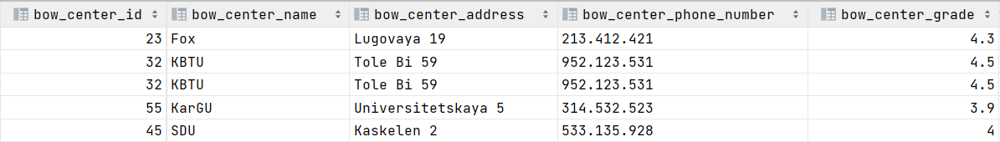 bow_center_id bow_center_name bow_center_address bow_center_phone_number bow_center_grade
23 Fox Lugovaya 19 213.412.421 4.3
32 KBTU Tole Bi 59 952.123.531 4.5
32 KBTU Tole Bi 59 952.123.531 4.5
55 KarGU Universitetskaya 5 314.532.523 3.9
45 SDU Kaskelen 2 533.135.928 4